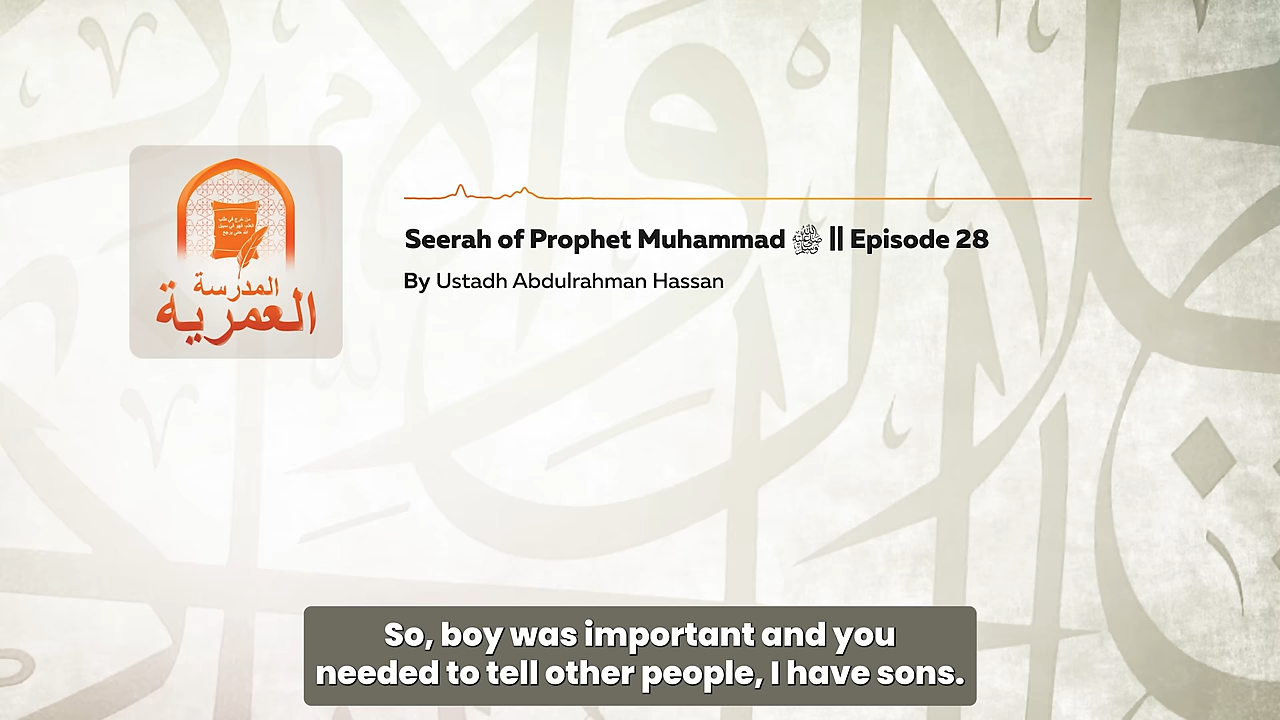 المدرسة
العمرية
Seerah of Prophet Muhammad ﷺ || Episode 28
By Ustadh Abdulrahman Hassan
So, boy was important and you
needed to tell other people, I have sons.